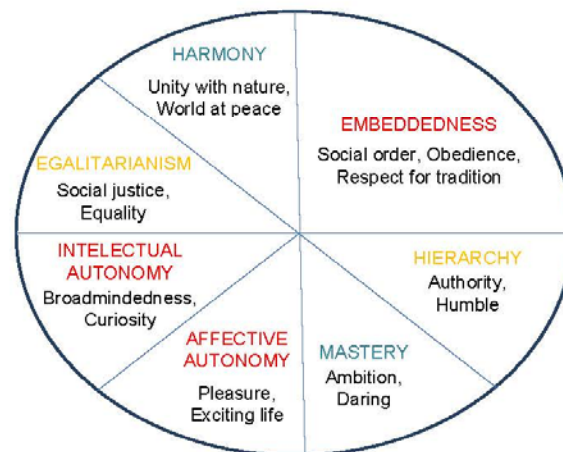 HARMONY
Unity with nature,
World at peace
EMBEDDEDNESS
Social order, Obedience,
Respect for tradition
EGALITARIANISM
Social justice,
Equality
HIERARCHY
Authority,
Humble
INTELECTUAL
AUTONOMY
Broadmindedness,
Curiosity
AFFECTIVE
AUTONOMY
Pleasure,
Exciting life
MASTERY
Ambition,
Daring